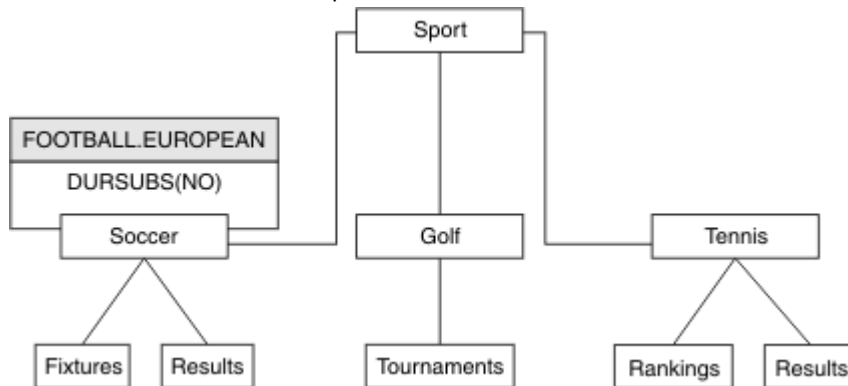 Sport
FOOTBALL.EUROPEAN
DURSUBS(NO)
Soccer
Golf
Tennis
Fixtures
Results
Tournaments
Rankings
Results